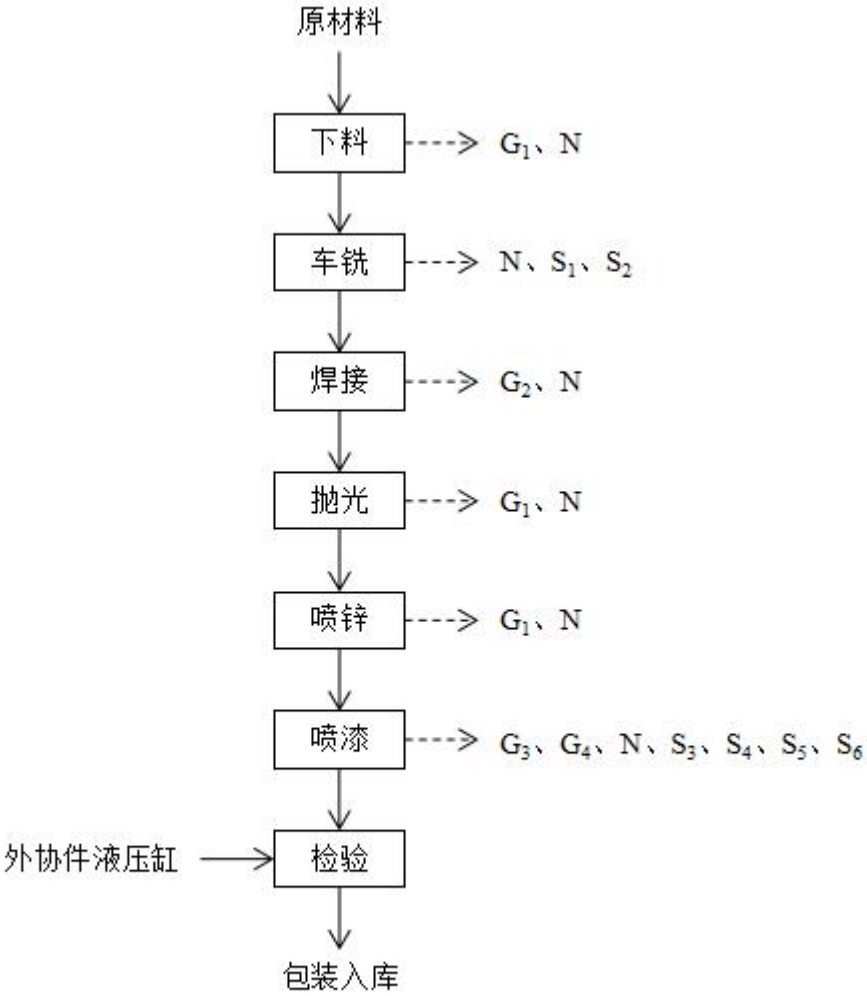 原材料
下料 G₁、N
车铣 N、S₁、S₂
焊接 G₂、N
抛光 G₁、N
喷锌 G₁、N
喷漆 G₃、G₄、N、S₃、S₄、S₅、S₆
外协件液压缸 检验
包装入库